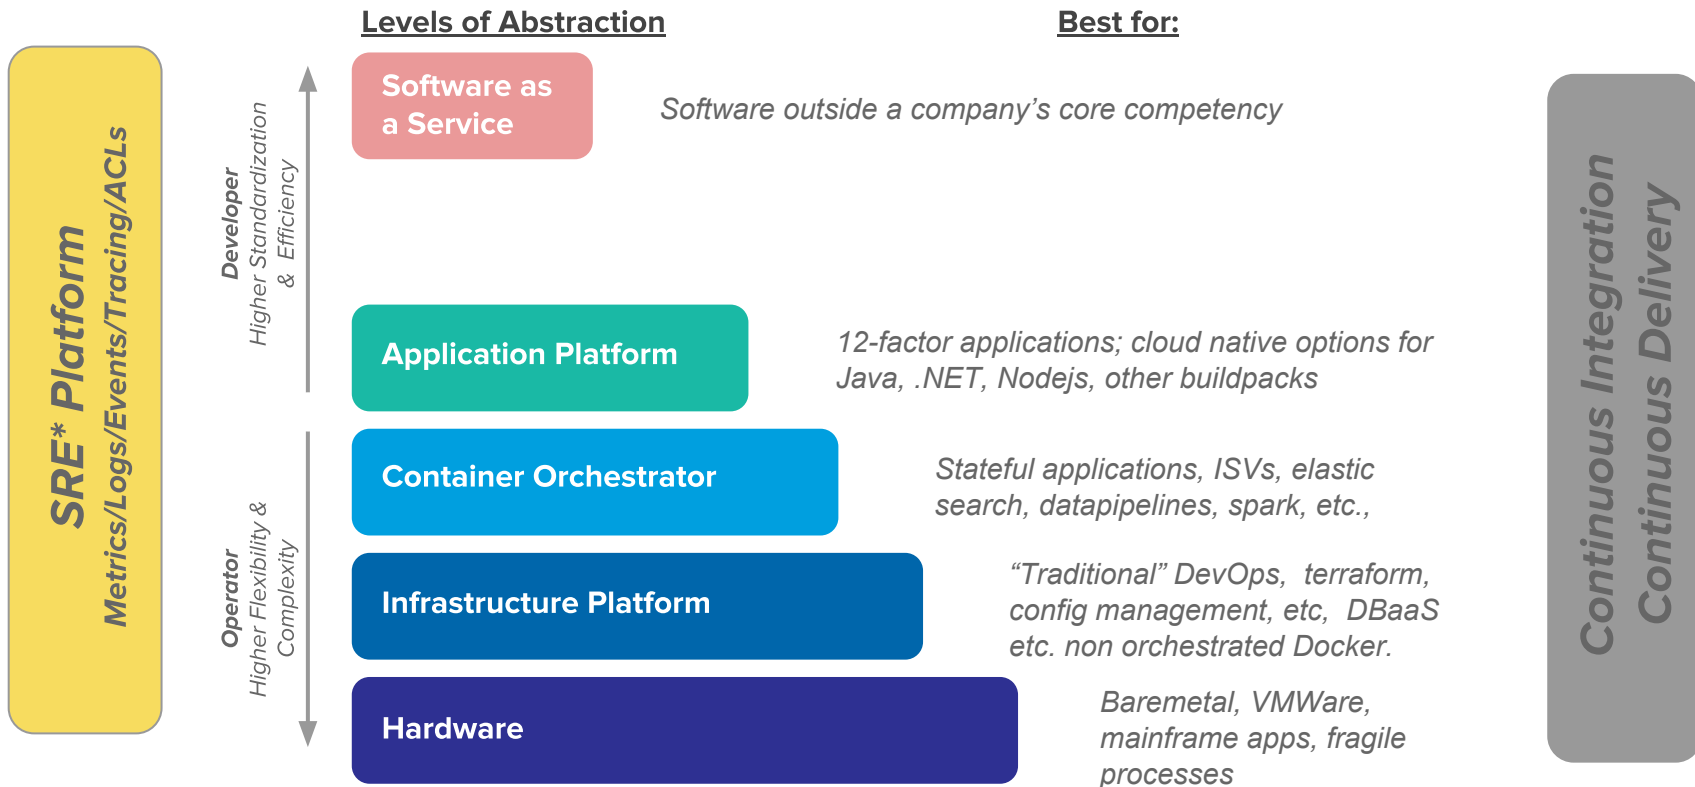 Levels of Abstraction
Best for:
SRE* Platform
Metrics/Logs/Events/Tracing/ACLs
Developer
Higher Standardization
& Efficiency
Operator
Higher Flexibility &
Complexity
Software as
a Service
Software outside a company’s core competency
Application Platform
12-factor applications; cloud native options for
Java, .NET, Nodejs, other buildpacks
Container Orchestrator
Stateful applications, ISVs, elastic
search, datapipelines, spark, etc.,
Infrastructure Platform
“Traditional” DevOps, terraform,
config management, etc, DBaaS
etc. non orchestrated Docker.
Hardware
Baremetal, VMWare,
mainframe apps, fragile
processes
Continuous Integration
Continuous Delivery